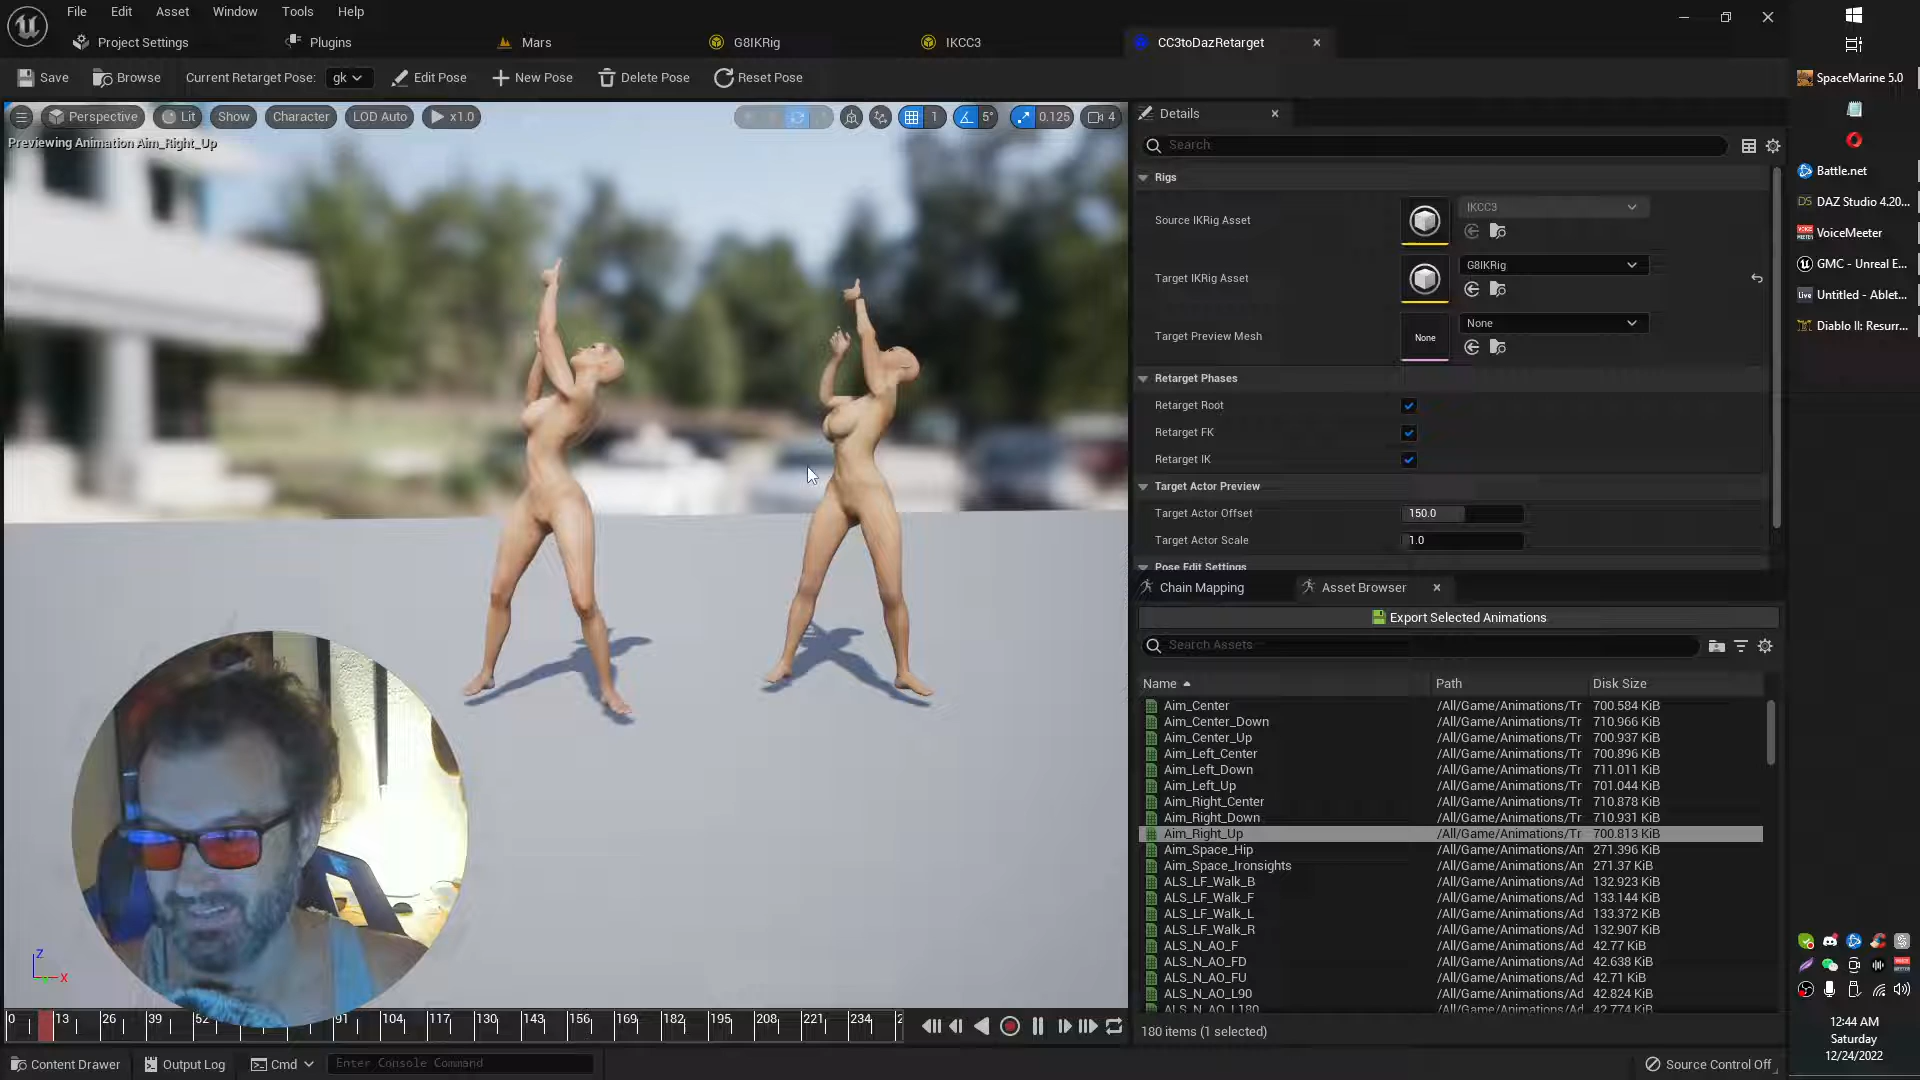 File Edit Asset Window Tools Help
Project Settings Plugins Mars G8IKRig IKCC3 CC3toDazRetarget
Save Browse Current Retarget Pose: gk Edit Pose New Pose Delete Pose Reset Pose
Perspective Lit Show Character LOD Auto x1.0 1 5° 0.125 4
Previewing Animation Aim_Right_Up
Details
Search
Rigs
Source IKRig Asset IKCC3
Target IKRig Asset G8IKRig
Target Preview Mesh None None
Retarget Phases
Retarget Root
Retarget FK
Retarget IK
Target Actor Preview
Target Actor Offset 150.0
Target Actor Scale 1.0
Pose Edit Settings
Chain Mapping Asset Browser
Export Selected Animations
Search Assets
Name Path Disk Size
Aim_Center /All/Game/Animations/Tr 700.584 KiB
Aim_Center_Down /All/Game/Animations/Tr 710.966 KiB
Aim_Center_Up /All/Game/Animations/Tr 700.937 KiB
Aim_Left_Center /All/Game/Animations/Tr 700.896 KiB
Aim_Left_Down /All/Game/Animations/Tr 711.011 KiB
Aim_Left_Up /All/Game/Animations/Tr 701.044 KiB
Aim_Right_Center /All/Game/Animations/Tr 710.878 KiB
Aim_Right_Down /All/Game/Animations/Tr 710.931 KiB
Aim_Right_Up /All/Game/Animations/Tr 700.813 KiB
Aim_Space_Hip /All/Game/Animations/An 271.396 KiB
Aim_Space_Ironsights /All/Game/Animations/An 271.37 KiB
ALS_LF_Walk_B /All/Game/Animations/Ad 132.923 KiB
ALS_LF_Walk_F /All/Game/Animations/Ad 133.144 KiB
ALS_LF_Walk_L /All/Game/Animations/Ad 133.372 KiB
ALS_LF_Walk_R /All/Game/Animations/Ad 132.907 KiB
ALS_N_AO_F /All/Game/Animations/Ad 42.77 KiB
ALS_N_AO_FD /All/Game/Animations/Ad 42.638 KiB
ALS_N_AO_FU /All/Game/Animations/Ad 42.71 KiB
ALS_N_AO_L90 /All/Game/Animations/Ad 42.824 KiB
ALS_N_AO_L180 /All/Game/Animations/Ad 42.774 KiB
180 items (1 selected)
Z
X
0 13 26 39 52 91 104 117 130 143 156 169 182 195 208 221 234 2
Content Drawer Output Log Cmd Enter Console Command Source Control Off
SpaceMarine 5.0
Battle.net
DS DAZ Studio 4.20...
VoiceMeeter
GMC - Unreal E...
Live Untitled - Ablet...
Diablo II: Resurr...
12:44 AM
Saturday
12/24/2022